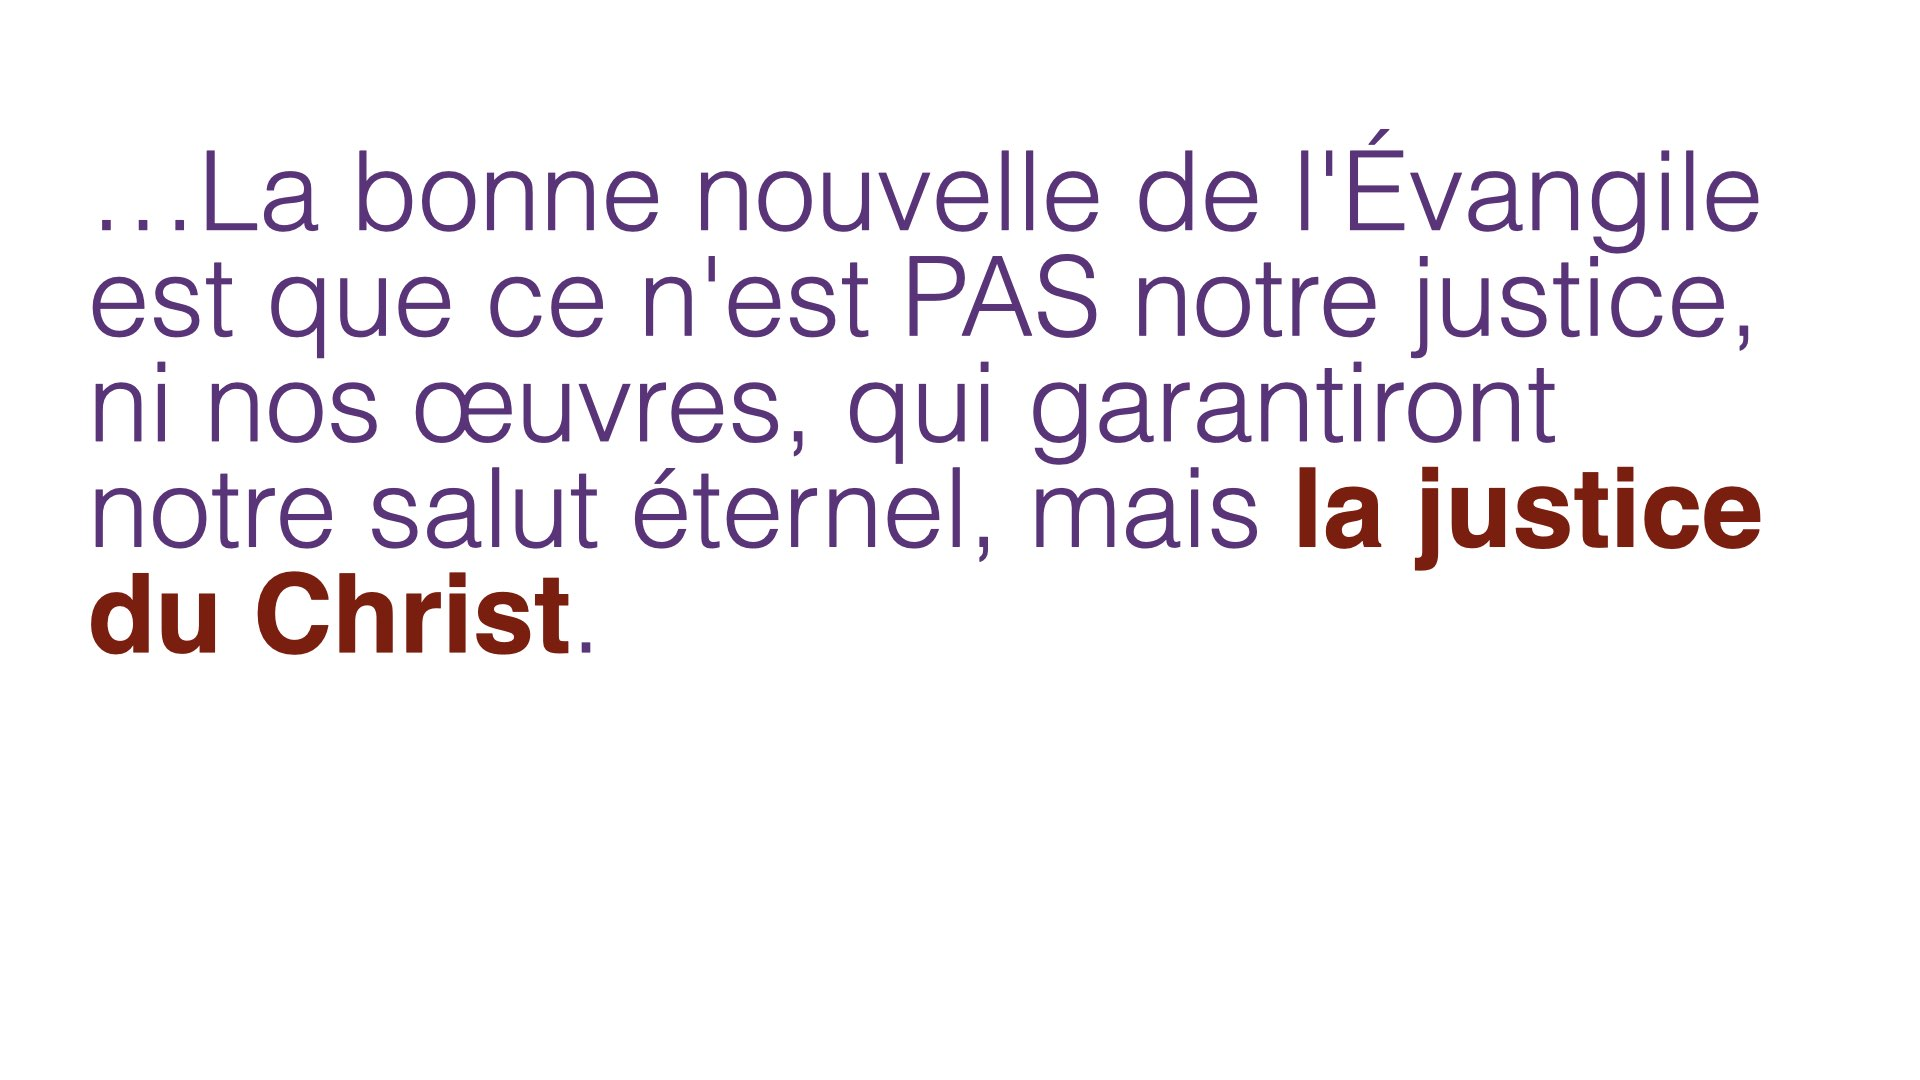 …La bonne nouvelle de l'Évangile
est que ce n'est PAS notre justice,
ni nos œuvres, qui garantiront
notre salut éternel, mais la justice
du Christ.